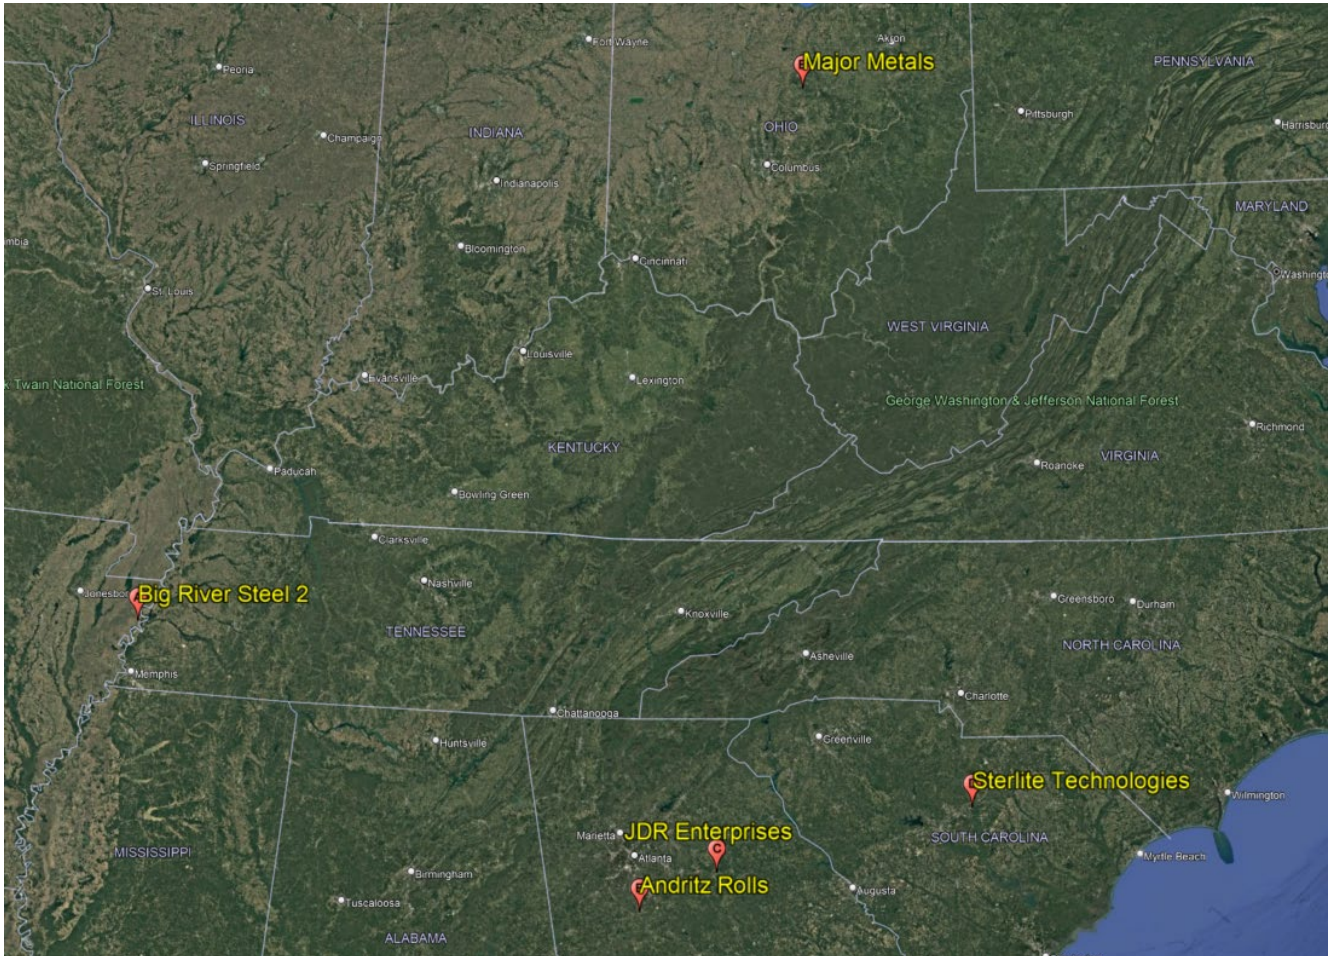 Fort Wayne
Akron
Major Metals
PENNSYLVANIA
Peoria
Pittsburgh
ILLINOIS
INDIANA
OHIO
Harrisburg
Champaign
Springfield
Columbus
Indianapolis
MARYLAND
mbia
Bloomington
Cincinnati
Washington
St. Louis
WEST VIRGINIA
Louisville
Evansville
Lexington
k Twain National Forest
George Washington & Jefferson National Forest
Richmond
KENTUCKY
VIRGINIA
Roanoke
Paducah
Bowling Green
Clarksville
Nashville
Jonesbor
Big River Steel 2
Greensboro
Durham
Knoxville
TENNESSEE
NORTH CAROLINA
Asheville
Memphis
Charlotte
Chattanooga
Greenville
Huntsville
Sterlite Technologies
Wilmington
JDR Enterprises
Marietta
SOUTH CAROLINA
C
MISSISSIPPI
Atlanta
Myrtle Beach
Birmingham
Andritz Rolls
Augusta
Tuscaloosa
ALABAMA